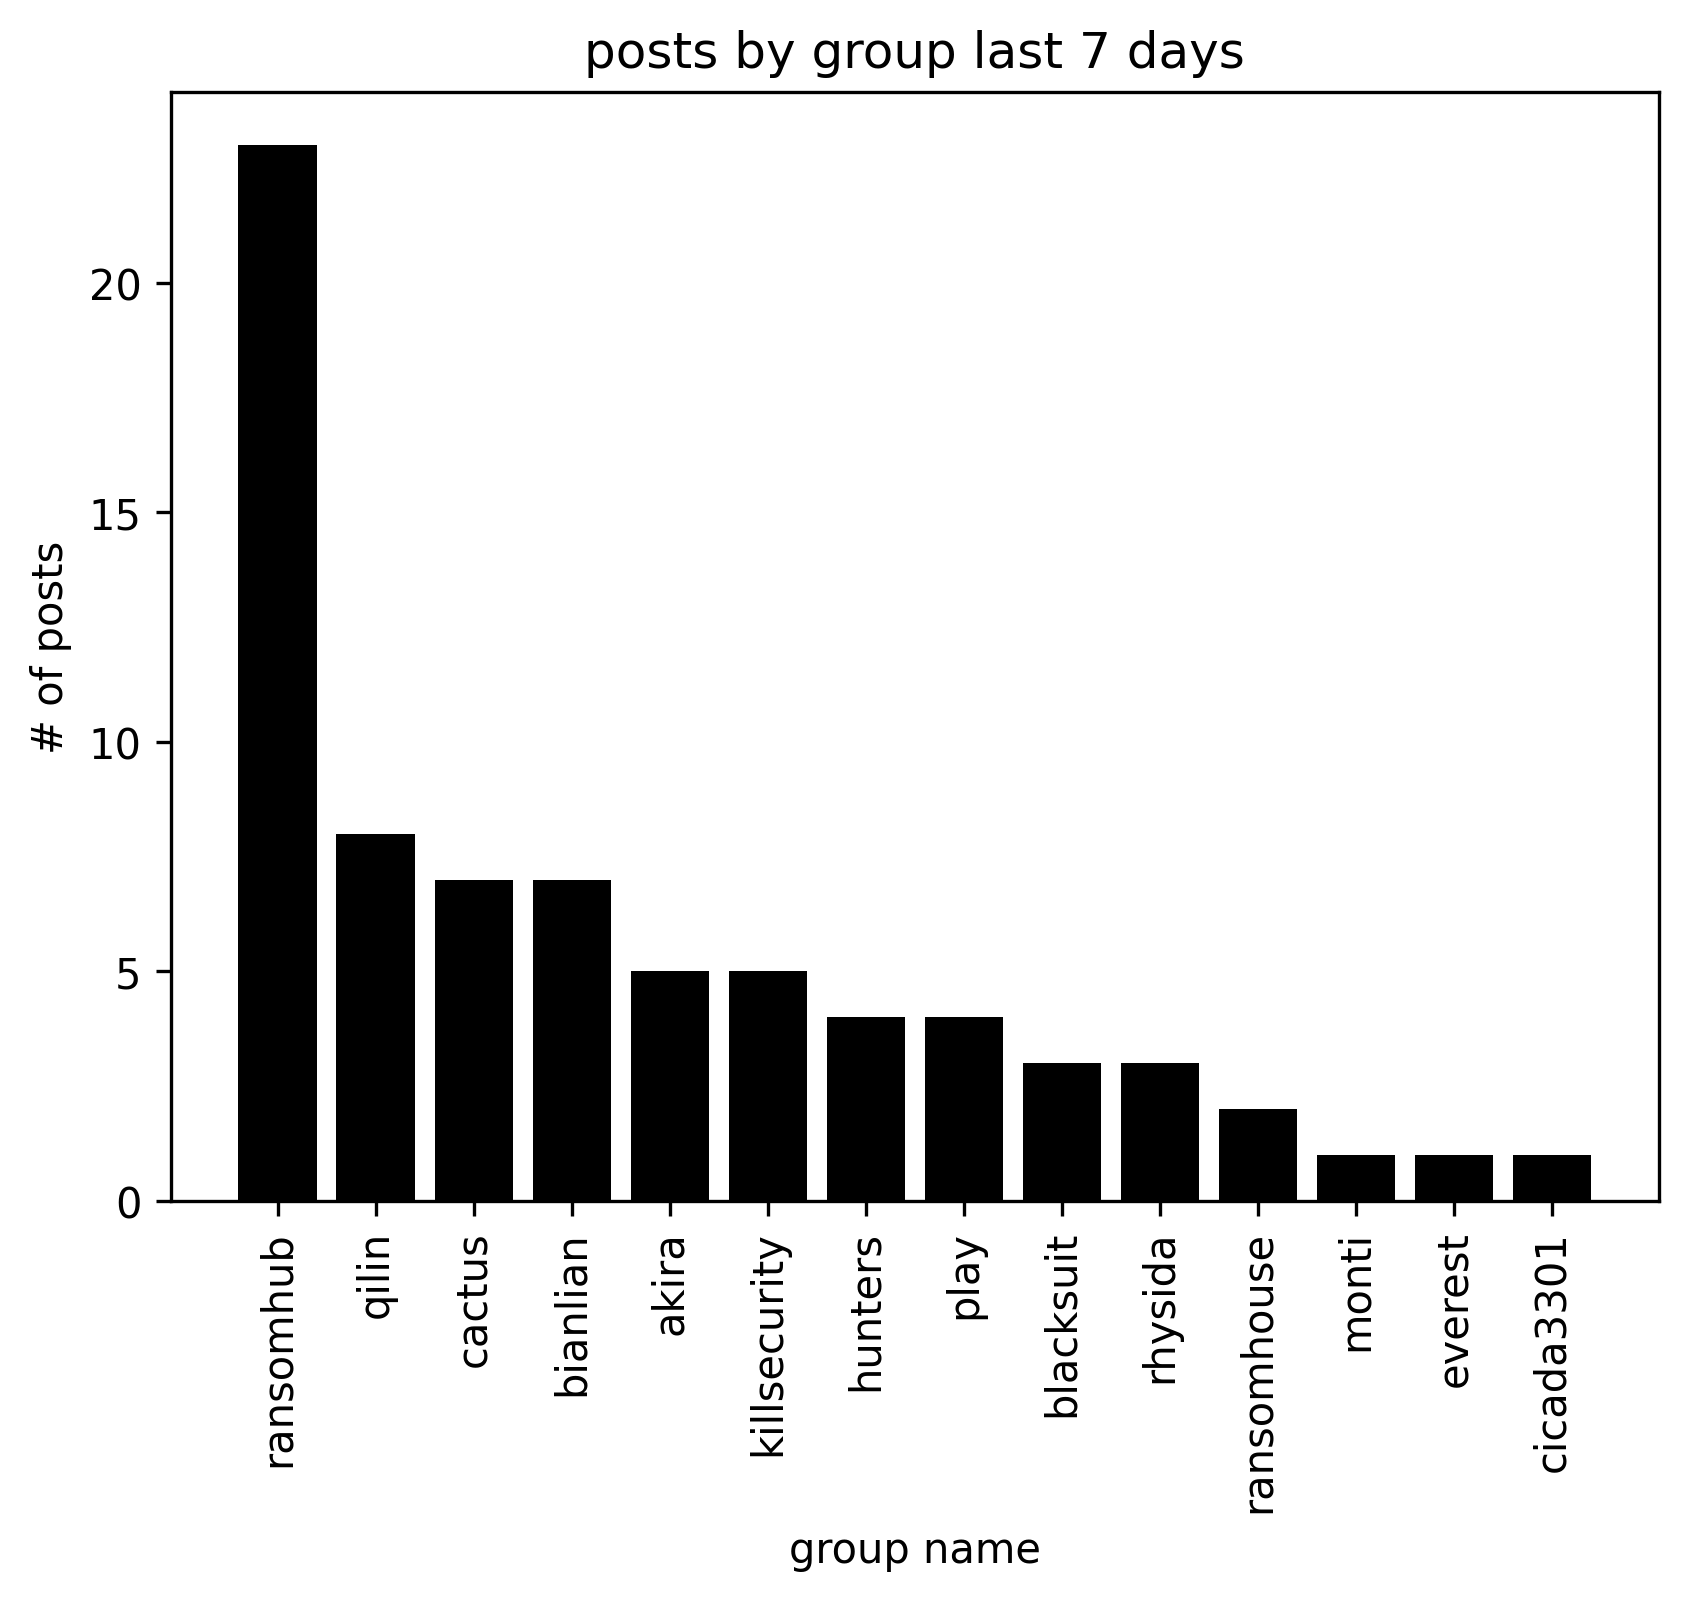 posts by group last 7 days
# of posts
20
15
10
5
0
ransomhub
qilin
cactus
bianlian
akira
killsecurity
hunters
play
blacksuit
rhysida
ransomhouse
monti
everest
cicada3301
group name